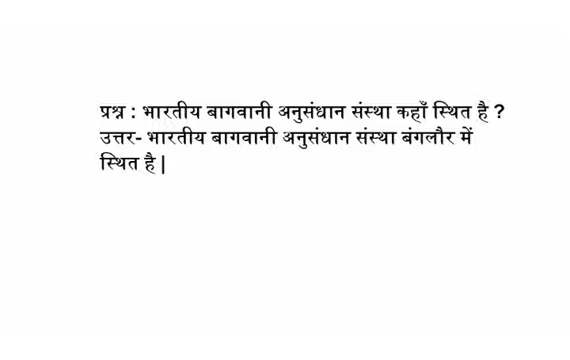 प्रश्न : भारतीय बागवानी अनुसंधान संस्था कहाँ स्थित है ?
उत्तर- भारतीय बागवानी अनुसंधान संस्था बंगलौर में
स्थित है |